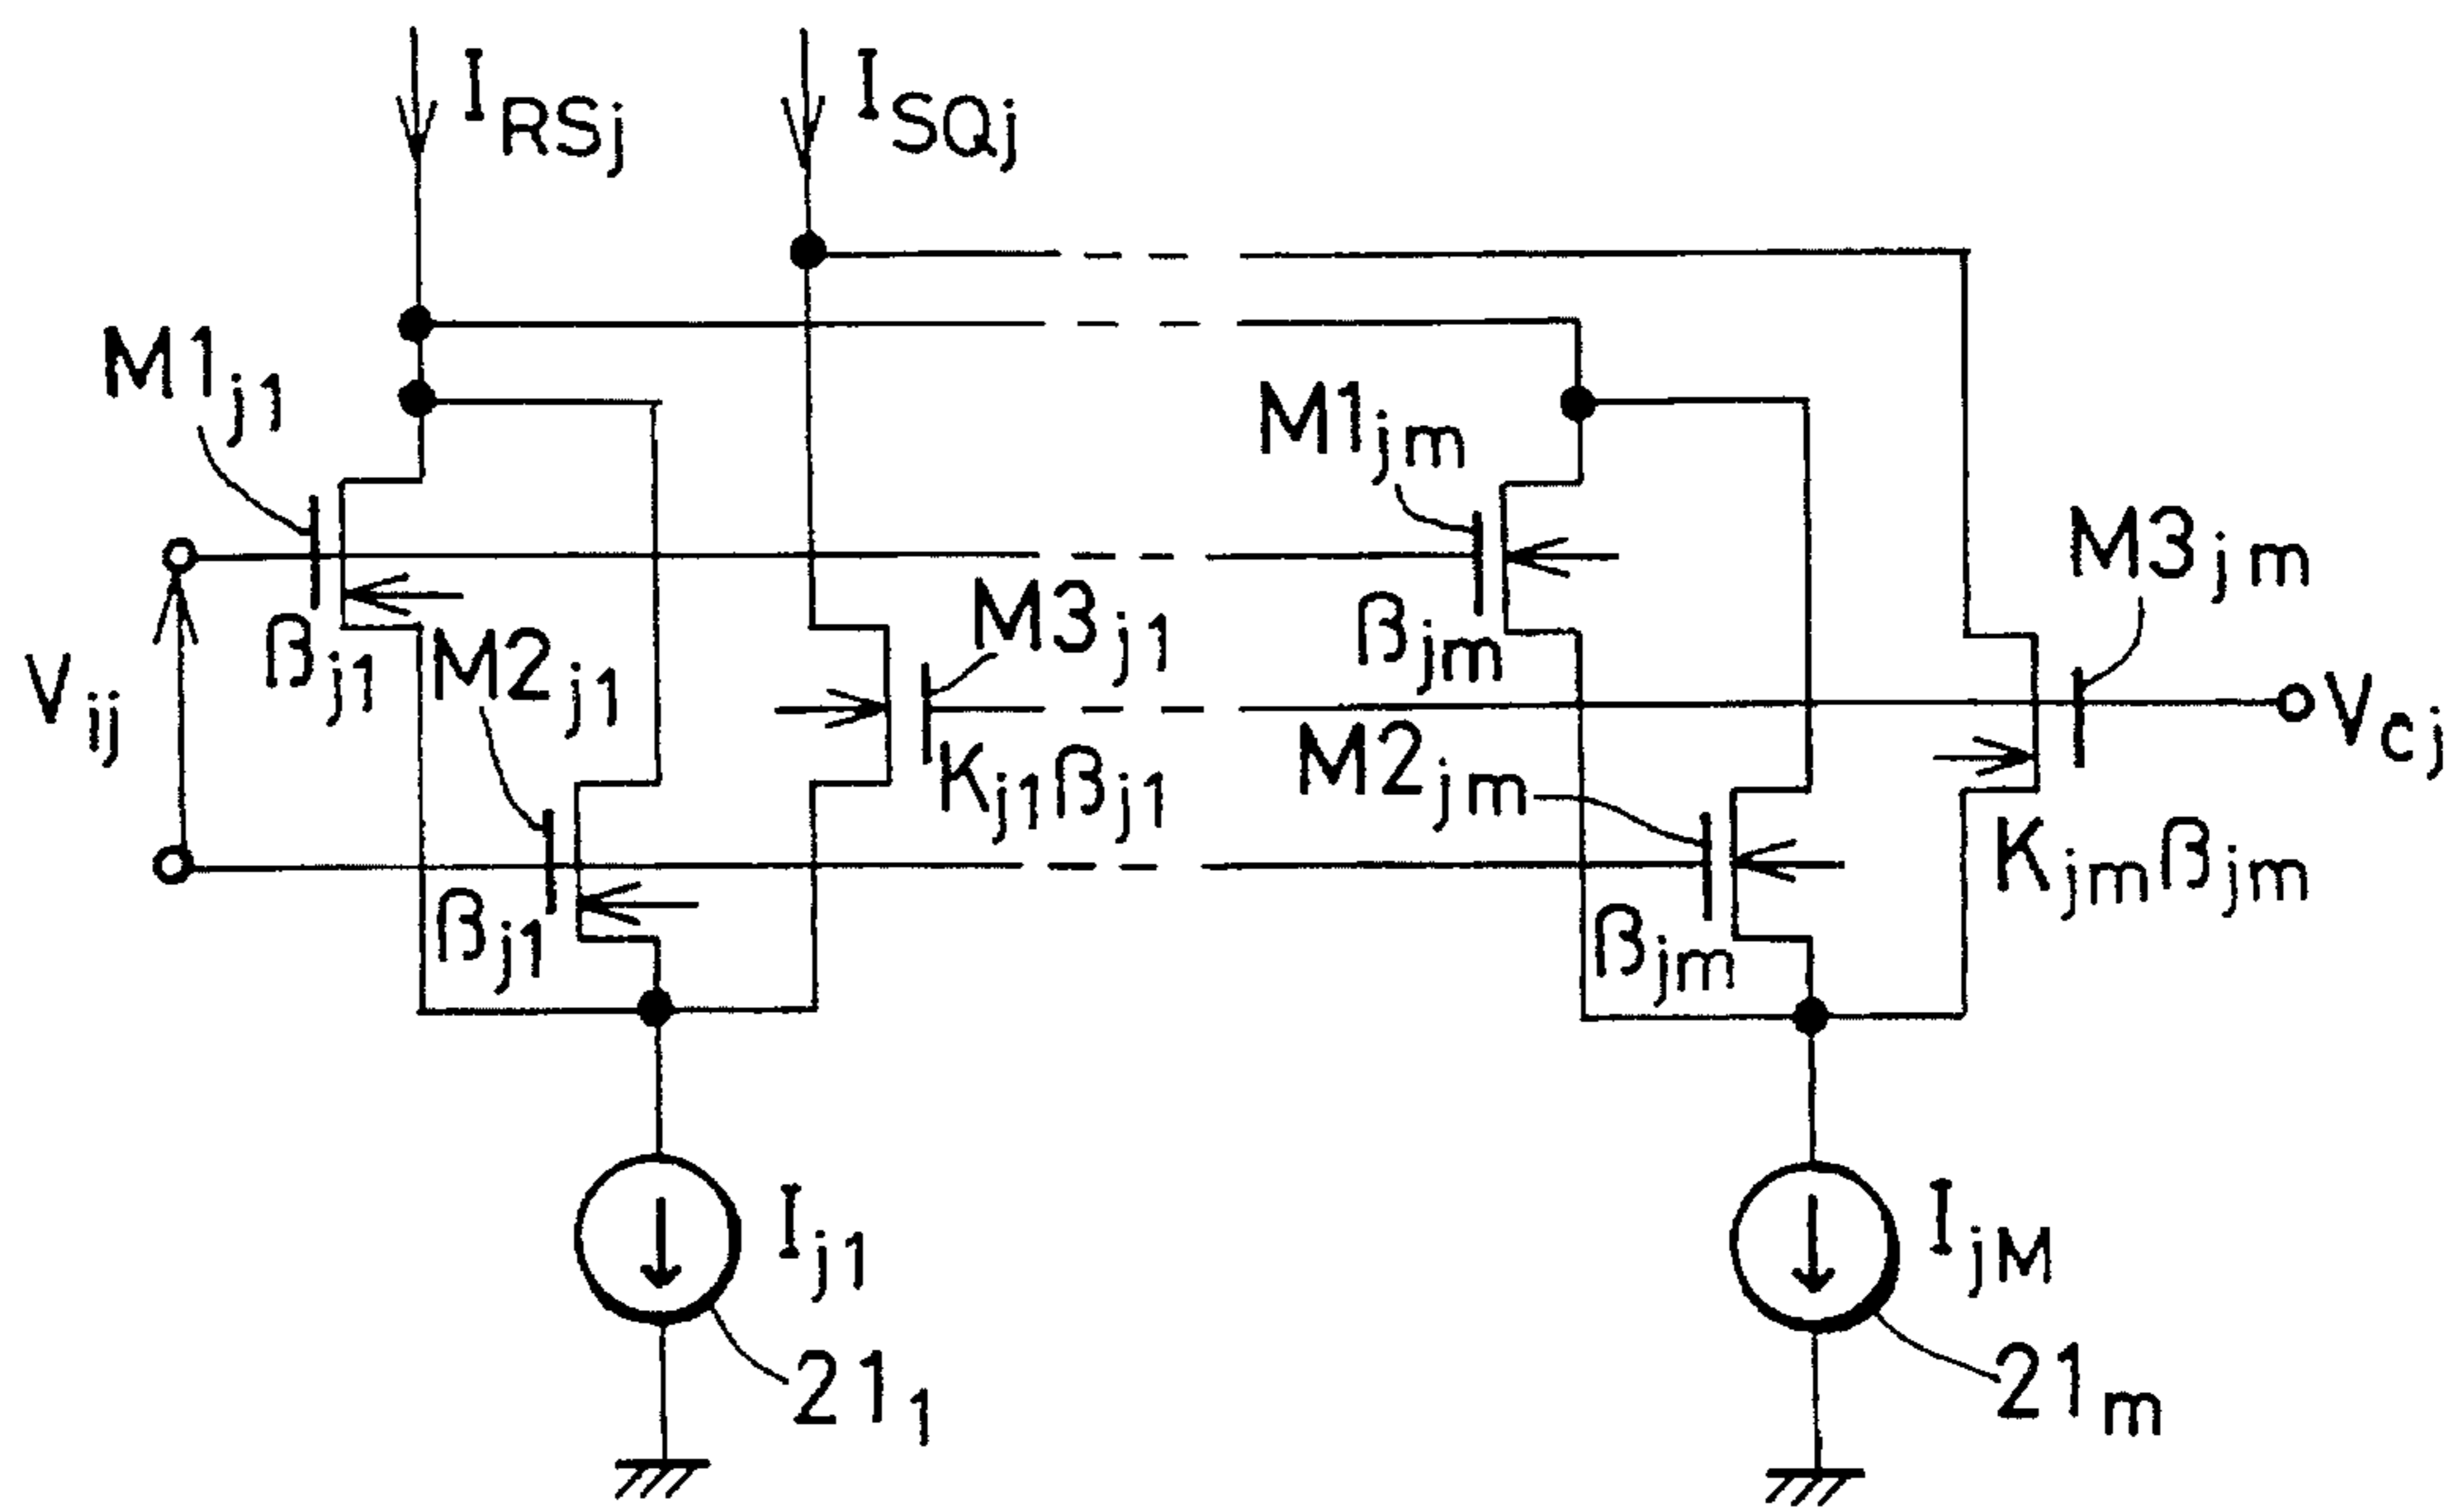 I_RSj
I_SQj
M1_j1
M1_jm
M3_jm
M3_j1
β_j1
M2_j1
β_jm
V_ij
V_cj
M2_jm
K_j1β_j1
K_jmβ_jm
β_j1
β_jm
I_j1
I_jM
21_1
21_m